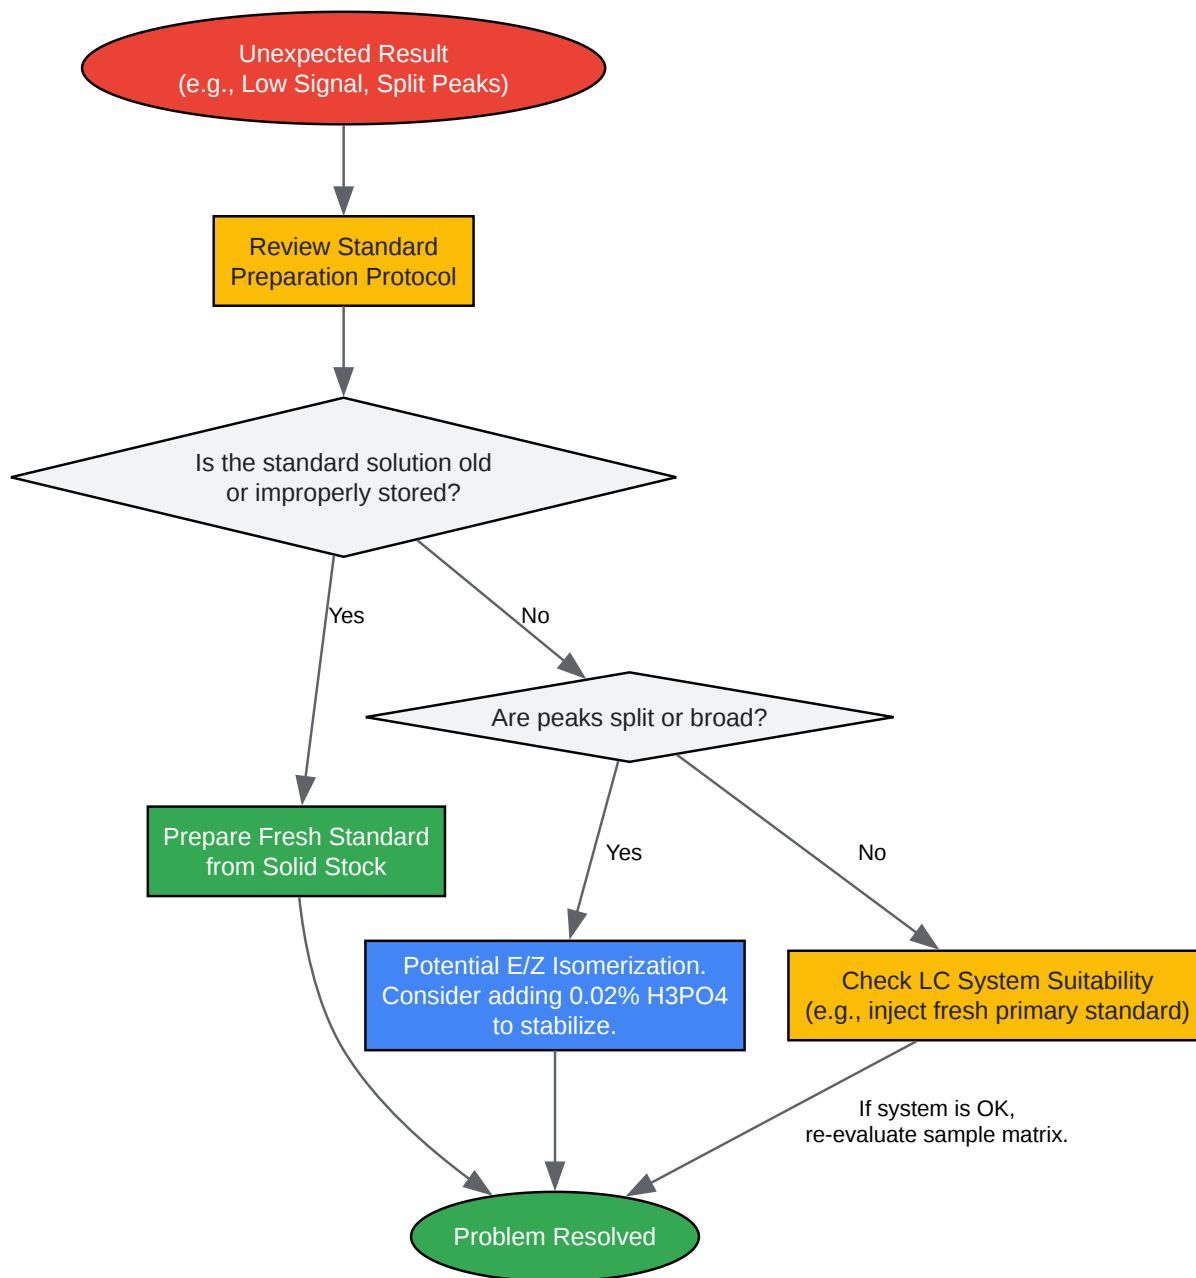 Unexpected Result
(e.g., Low Signal, Split Peaks)
Review Standard
Preparation Protocol
Is the standard solution old
or improperly stored?
Yes
No
Are peaks split or broad?
Prepare Fresh Standard
from Solid Stock
Yes
No
Potential E/Z Isomerization.
Consider adding 0.02% H3PO4
to stabilize.
Check LC System Suitability
(e.g., inject fresh primary standard)
If system is OK,
re-evaluate sample matrix.
Problem Resolved